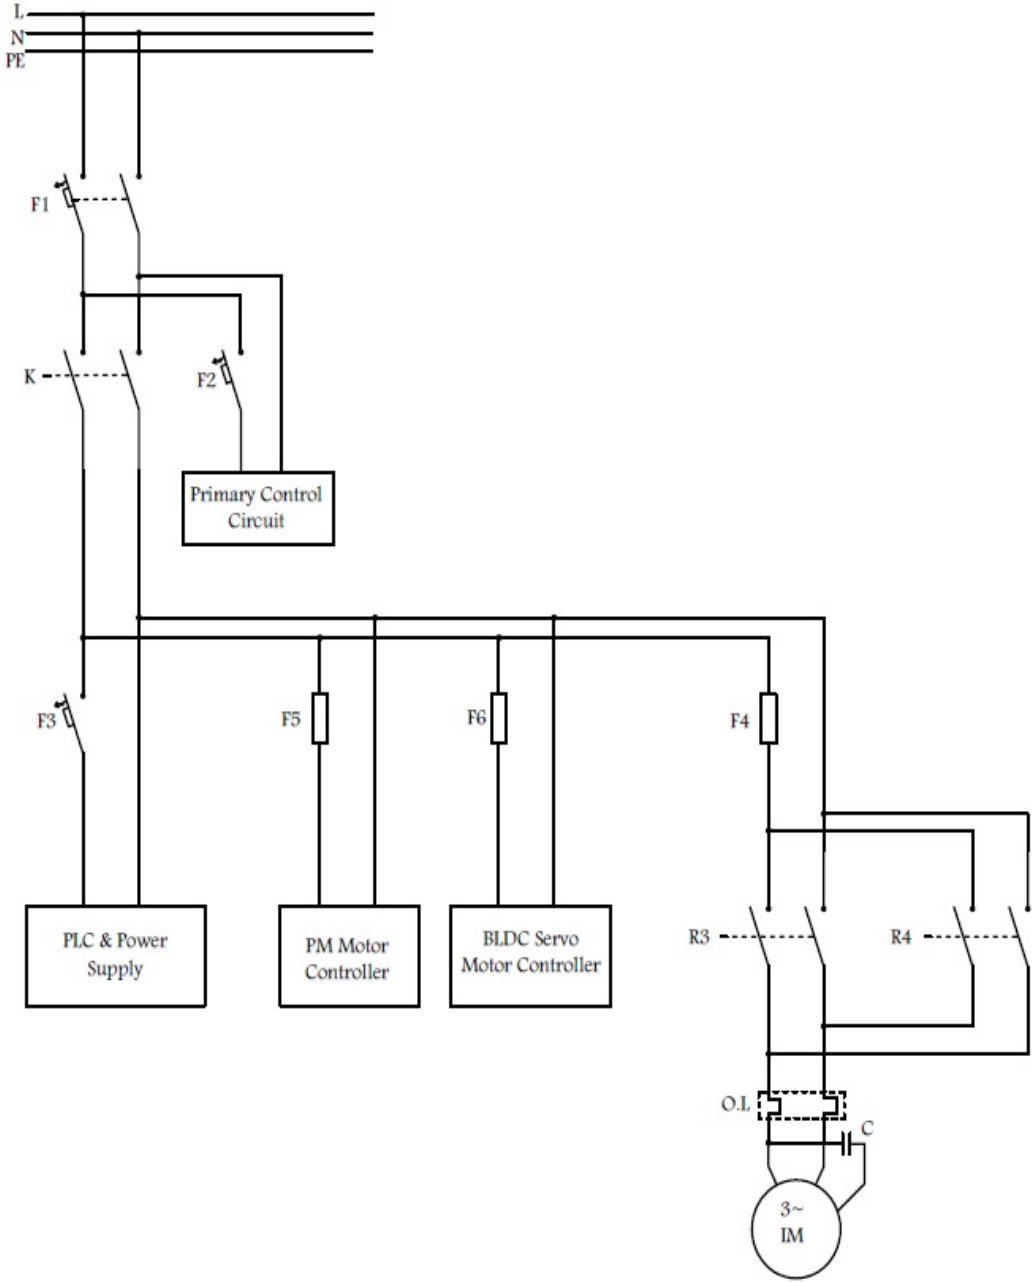 L
N
PE
F1
K
F2
Primary Control
Circuit
F3
F5
F6
F4
PLC & Power
Supply
PM Motor
Controller
BLDC Servo
Motor Controller
R3
R4
O.L
C
3~
IM